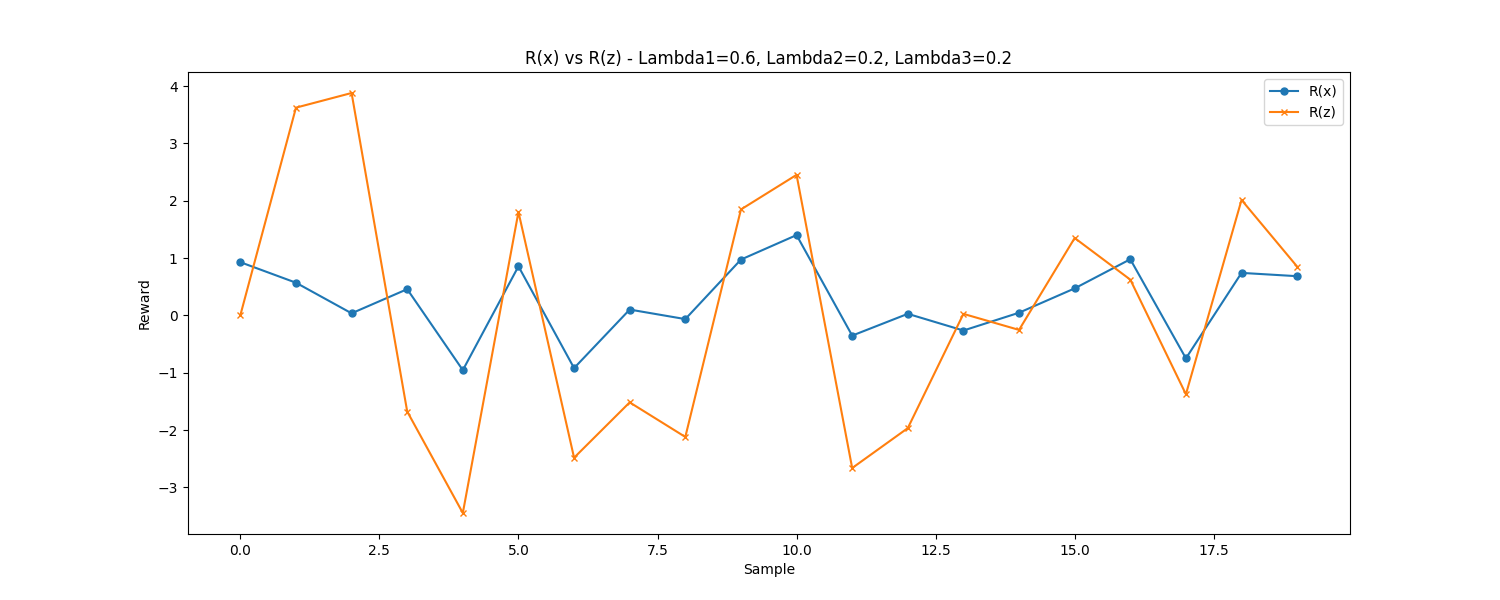 R(x) vs R(z) - Lambda1=0.6, Lambda2=0.2, Lambda3=0.2
R(x)
R(z)
4
3
2
1
0
−1
−2
−3
Reward
0.0 2.5 5.0 7.5 10.0 12.5 15.0 17.5
Sample